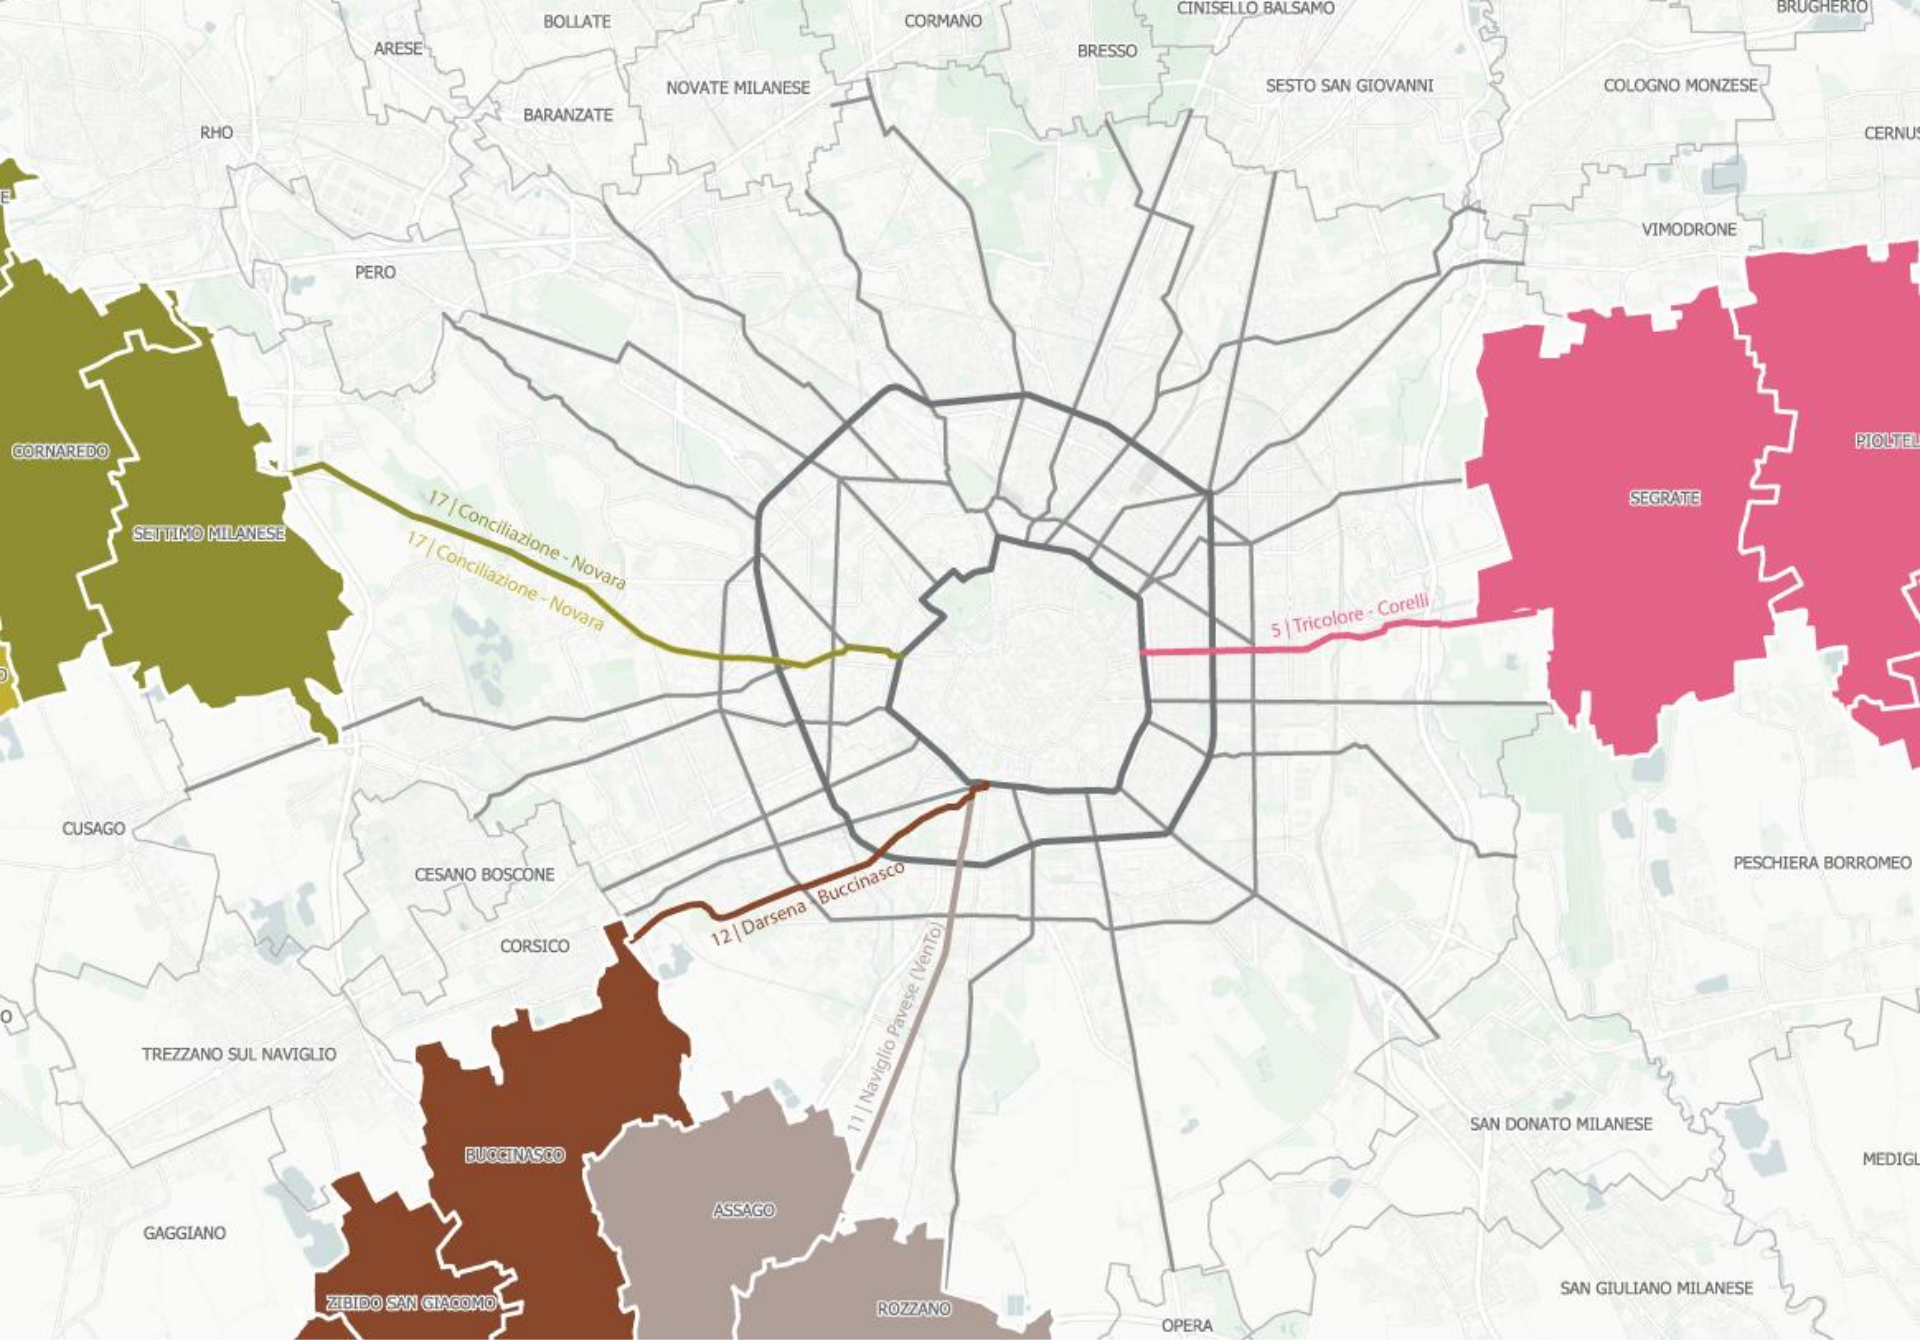 CINISELLO BALSAMO
BRUGHERIO
BOLLATE
CORMANO
ARESE
BRESSO
NOVATE MILANESE
SESTO SAN GIOVANNI
COLOGNO MONZESE
BARANZATE
RHO
CERNUS
E
VIMODRONE
PERO
CORNAREDO
PIOLTEL
SEGRATE
SETTIMO MILANESE
17 | Conciliazione - Novara
17 | Conciliazione - Novara
5 | Tricolore - Corelli
O
CUSAGO
PESCHIERA BORROMEO
CESANO BOSCONE
12 | Darsena - Buccinasco
CORSICO
11 | Naviglio Pavese (VenTo)
O
TREZZANO SUL NAVIGLIO
SAN DONATO MILANESE
BUCCINASCO
MEDIGL
ASSAGO
GAGGIANO
SAN GIULIANO MILANESE
ZIBIDO SAN GIACOMO
ROZZANO
OPERA